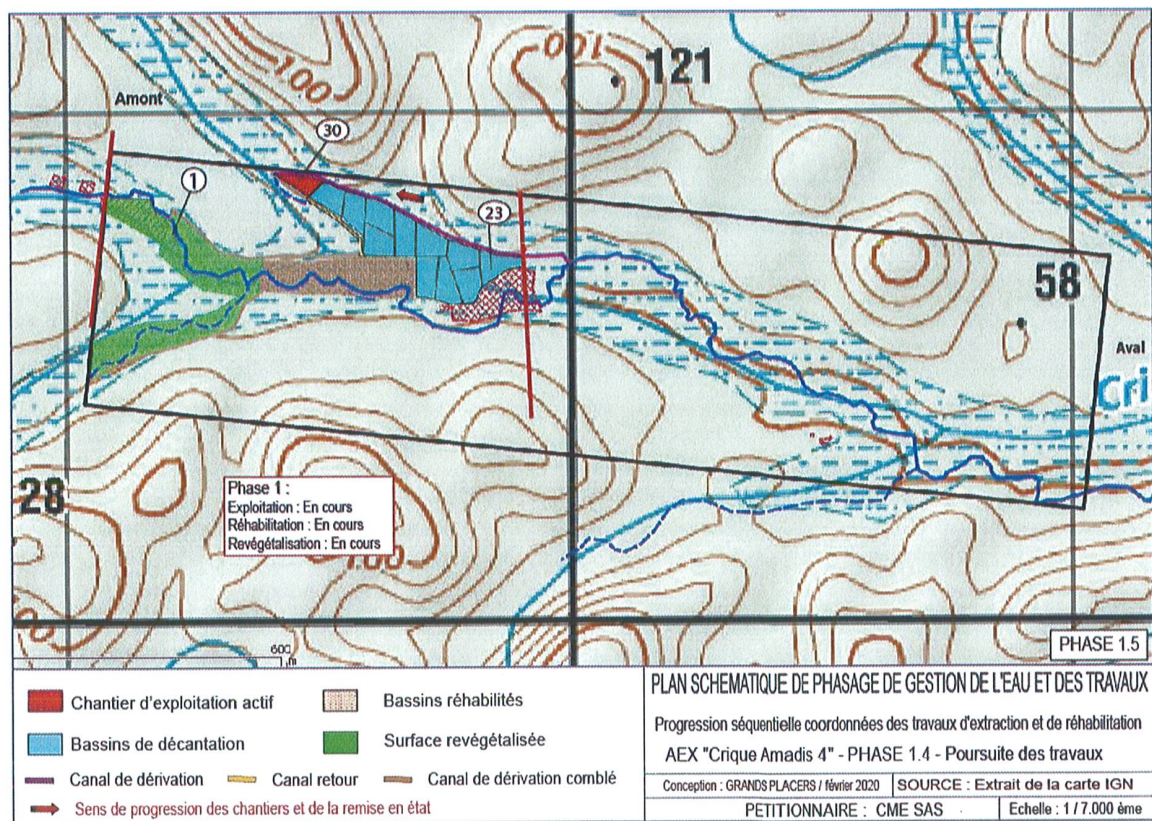 100
100
121
Amont
30
1
23
58
Aval
Cri
28
Phase 1 :
Exploitation : En cours
Réhabilitation : En cours
Revégétalisation : En cours
100
600
m
PHASE 1.5
Chantier d'exploitation actif
Bassins réhabilités
Bassins de décantation
Surface revégétalisée
Canal de dérivation
Canal retour
Canal de dérivation comblé
Sens de progression des chantiers et de la remise en état
PLAN SCHEMATIQUE DE PHASAGE DE GESTION DE L'EAU ET DES TRAVAUX
Progression séquentielle coordonnées des travaux d'extraction et de réhabilitation
AEX "Crique Amadis 4" - PHASE 1.4 - Poursuite des travaux
Conception : GRANDS PLACERS / février 2020
SOURCE : Extrait de la carte IGN
PETITIONNAIRE : CME SAS
Echelle : 1 / 7.000 ème